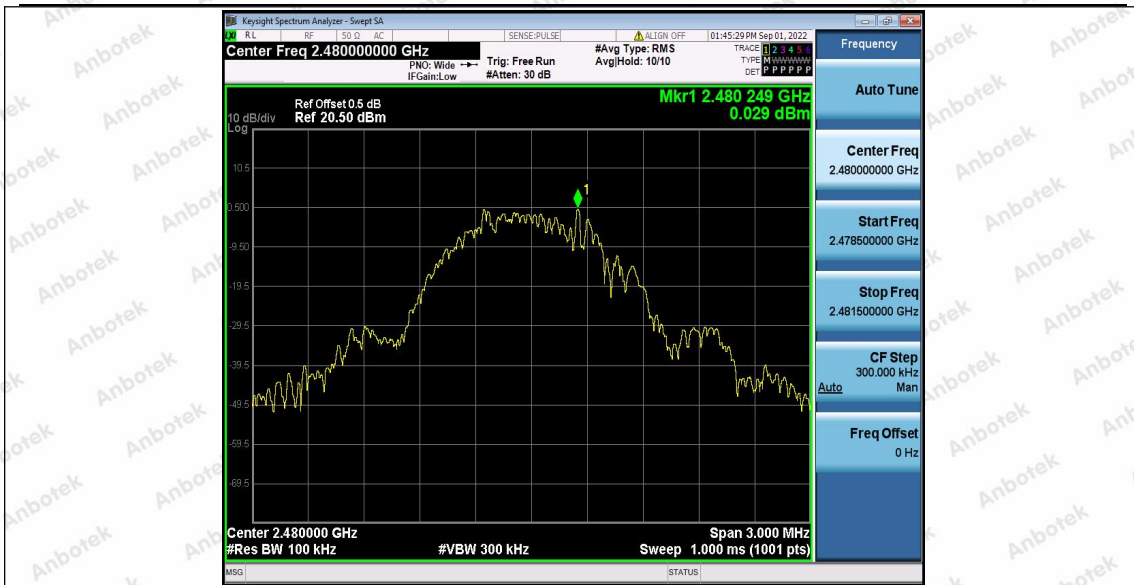 Keysight Spectrum Analyzer - Swept SA
LXI RL RF 50 Ω AC SENSE:PULSE ALIGN OFF 01:45:29 PM Sep 01, 2022
Center Freq 2.480000000 GHz
PNO: Wide
IFGain:Low
Trig: Free Run
#Atten: 30 dB
#Avg Type: RMS
Avg|Hold: 10/10
TRACE 1 2 3 4 5 6
TYPE M WWWWW
DET P P P P P P
Ref Offset 0.5 dB
10 dB/div Ref 20.50 dBm
Log
Mkr1 2.480 249 GHz
0.029 dBm
10.5
0.500
-9.50
-19.5
-29.5
-39.5
-49.5
-59.5
-69.5
1
Center 2.480000 GHz Span 3.000 MHz
#Res BW 100 kHz #VBW 300 kHz Sweep 1.000 ms (1001 pts)
MSG STATUS
Frequency
Auto Tune
Center Freq
2.480000000 GHz
Start Freq
2.478500000 GHz
Stop Freq
2.481500000 GHz
CF Step
300.000 kHz
Auto Man
Freq Offset
0 Hz
Anbotek